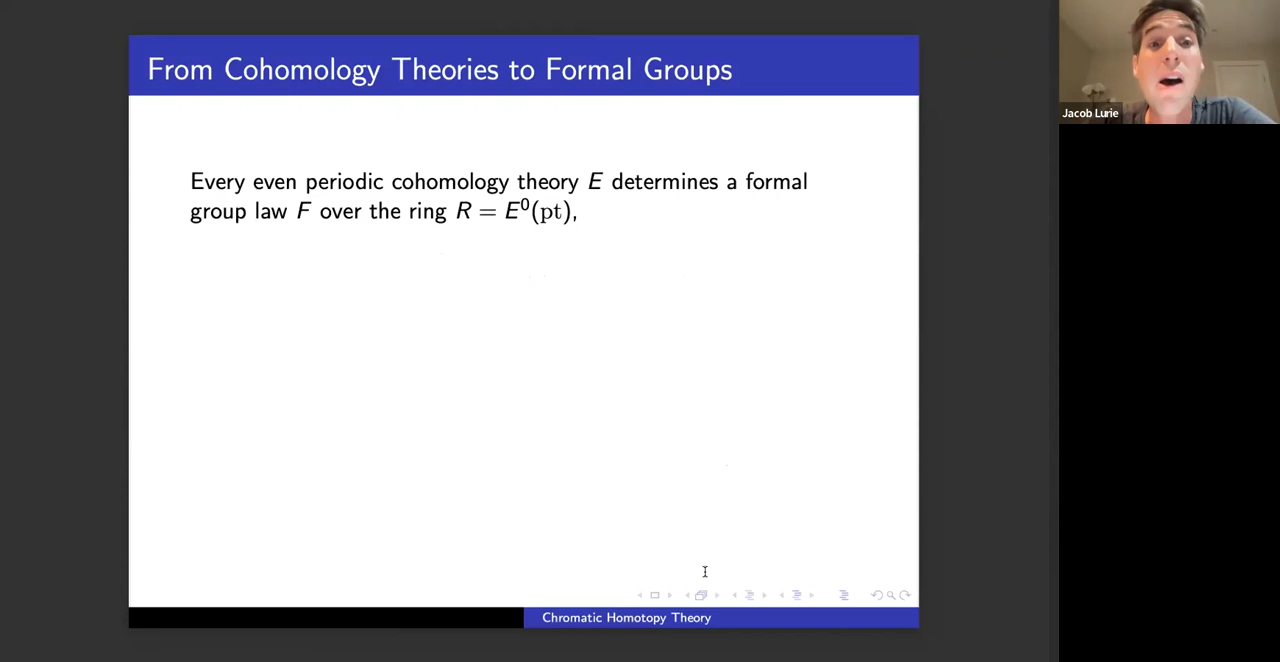 From Cohomology Theories to Formal Groups
Every even periodic cohomology theory E determines a formal
group law F over the ring R = E⁰(pt),
Chromatic Homotopy Theory
Jacob Lurie